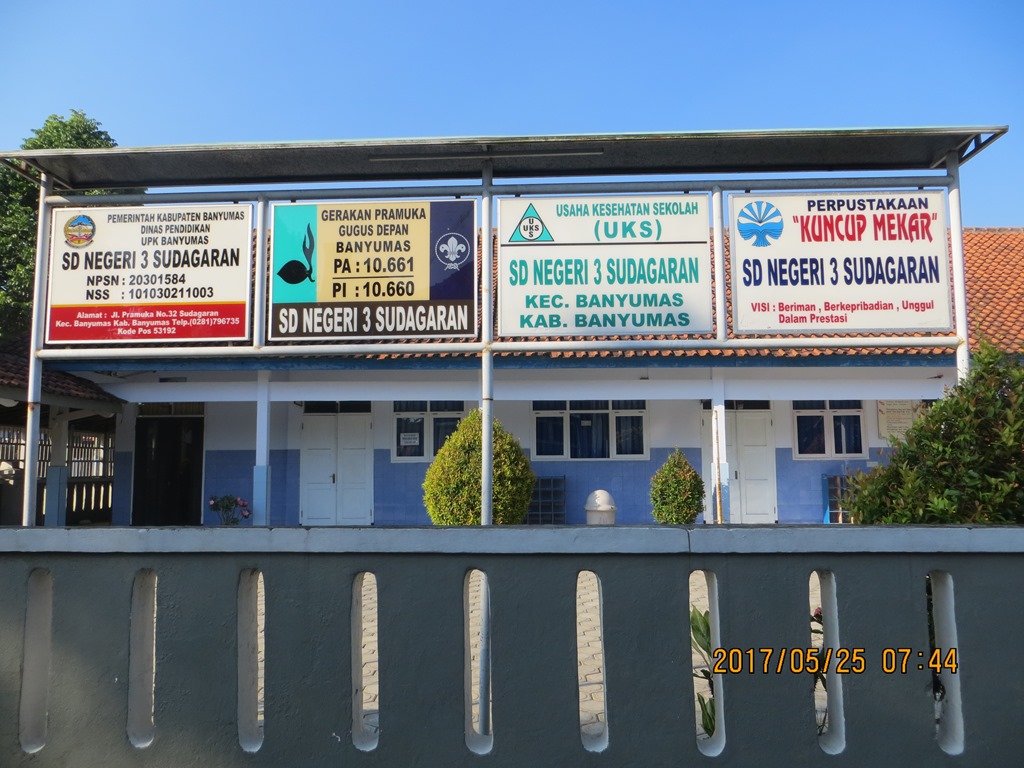 PEMERINTAH KABUPATEN BANYUMAS
DINAS PENDIDIKAN
UPK BANYUMAS
SD NEGERI 3 SUDAGARAN
NPSN : 20301584
NSS : 101030211003
Alamat : Jl. Pramuka No.32 Sudagaran
Kec. Banyumas Kab. Banyumas Telp.(0281)796735
Kode Pos 53192
GERAKAN PRAMUKA
GUGUS DEPAN
BANYUMAS
PA : 10.661
PI : 10.660
SD NEGERI 3 SUDAGARAN
U
UKS
S
USAHA KESEHATAN SEKOLAH
(UKS)
SD NEGERI 3 SUDAGARAN
KEC. BANYUMAS
KAB. BANYUMAS
PERPUSTAKAAN
"KUNCUP MEKAR"
SD NEGERI 3 SUDAGARAN
VISI : Beriman , Berkepribadian , Unggul
Dalam Prestasi
2017/05/25 07:44